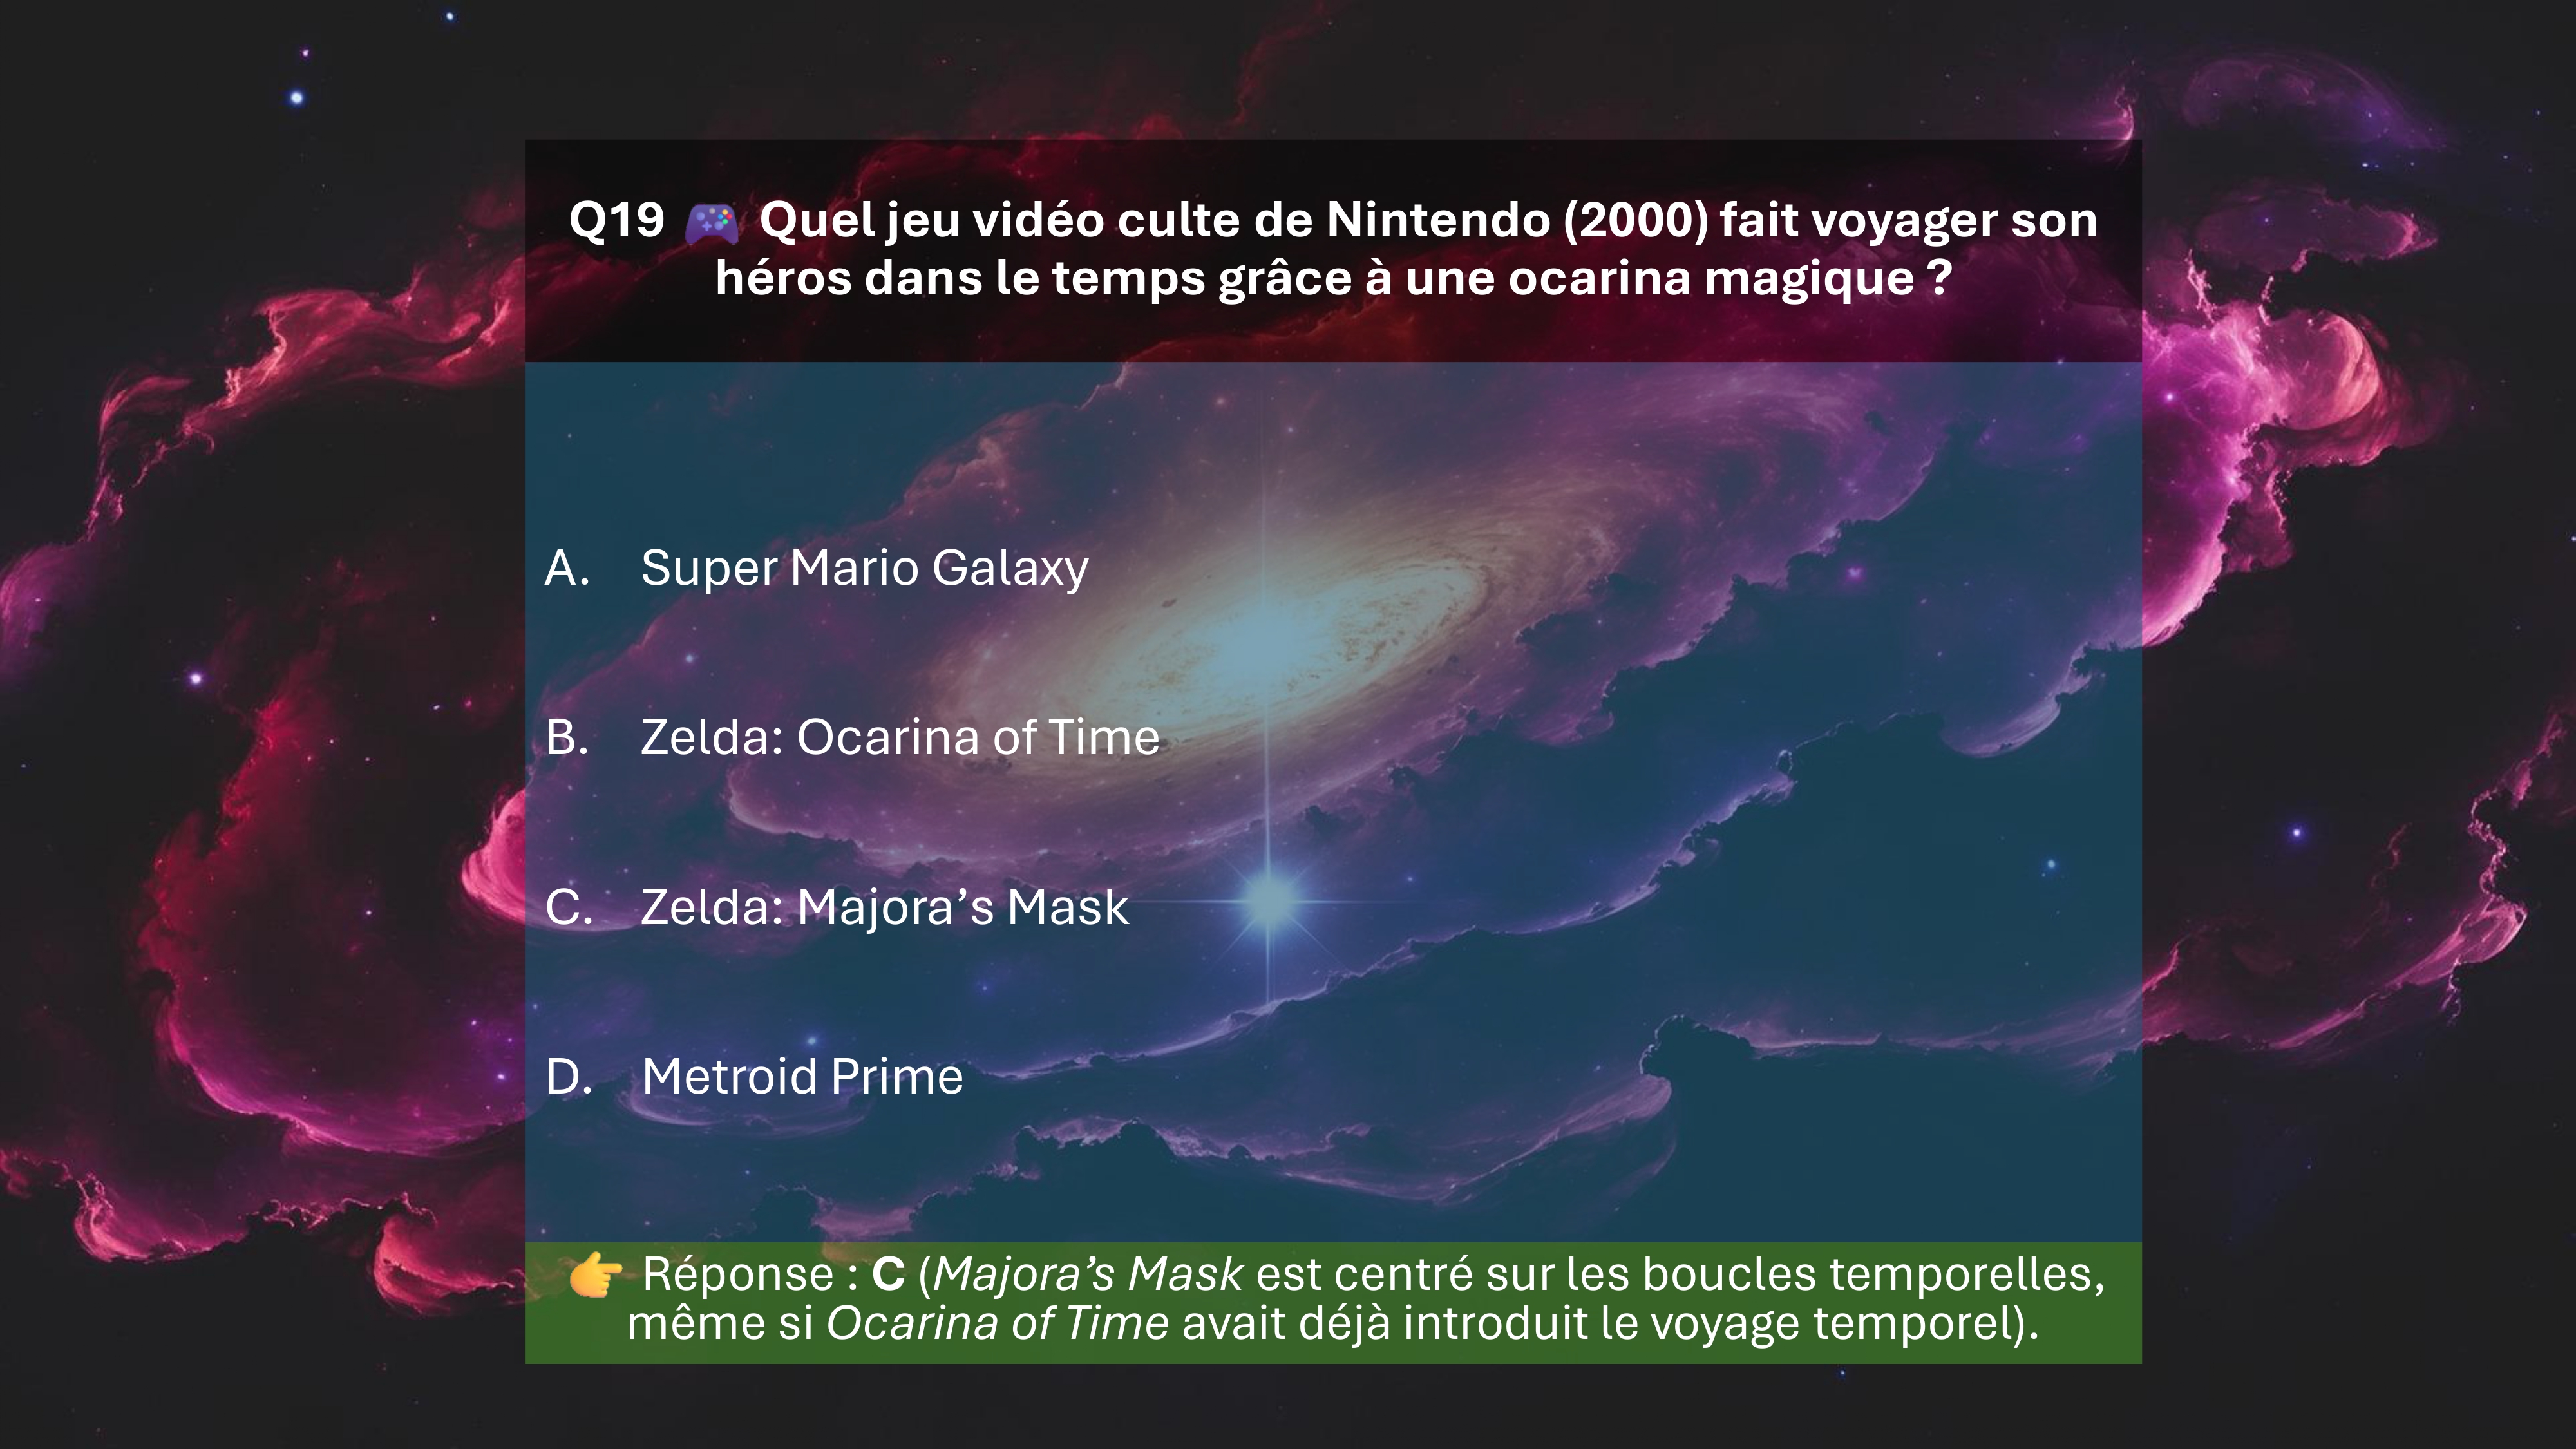 Q19 🎮 Quel jeu vidéo culte de Nintendo (2000) fait voyager son
héros dans le temps grâce à une ocarina magique ?
A. Super Mario Galaxy
B. Zelda: Ocarina of Time
C. Zelda: Majora’s Mask
D. Metroid Prime
👉 Réponse : C (Majora’s Mask est centré sur les boucles temporelles,
même si Ocarina of Time avait déjà introduit le voyage temporel).